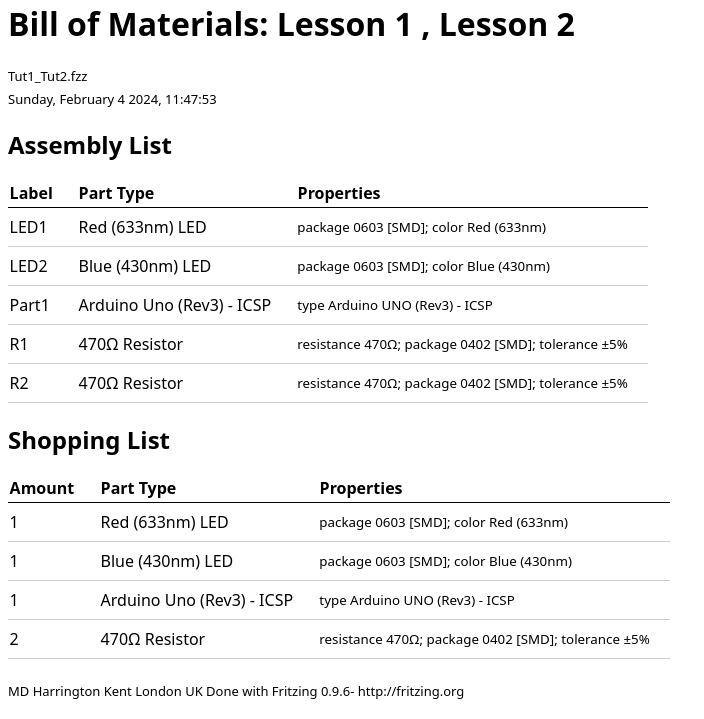 Bill of Materials: Lesson 1 , Lesson 2
Tut1_Tut2.fzz
Sunday, February 4 2024, 11:47:53
Assembly List
Label Part Type Properties
LED1 Red (633nm) LED package 0603 [SMD]; color Red (633nm)
LED2 Blue (430nm) LED package 0603 [SMD]; color Blue (430nm)
Part1 Arduino Uno (Rev3) - ICSP type Arduino UNO (Rev3) - ICSP
R1 470Ω Resistor resistance 470Ω; package 0402 [SMD]; tolerance ±5%
R2 470Ω Resistor resistance 470Ω; package 0402 [SMD]; tolerance ±5%
Shopping List
Amount Part Type Properties
1 Red (633nm) LED package 0603 [SMD]; color Red (633nm)
1 Blue (430nm) LED package 0603 [SMD]; color Blue (430nm)
1 Arduino Uno (Rev3) - ICSP type Arduino UNO (Rev3) - ICSP
2 470Ω Resistor resistance 470Ω; package 0402 [SMD]; tolerance ±5%
MD Harrington Kent London UK Done with Fritzing 0.9.6- http://fritzing.org